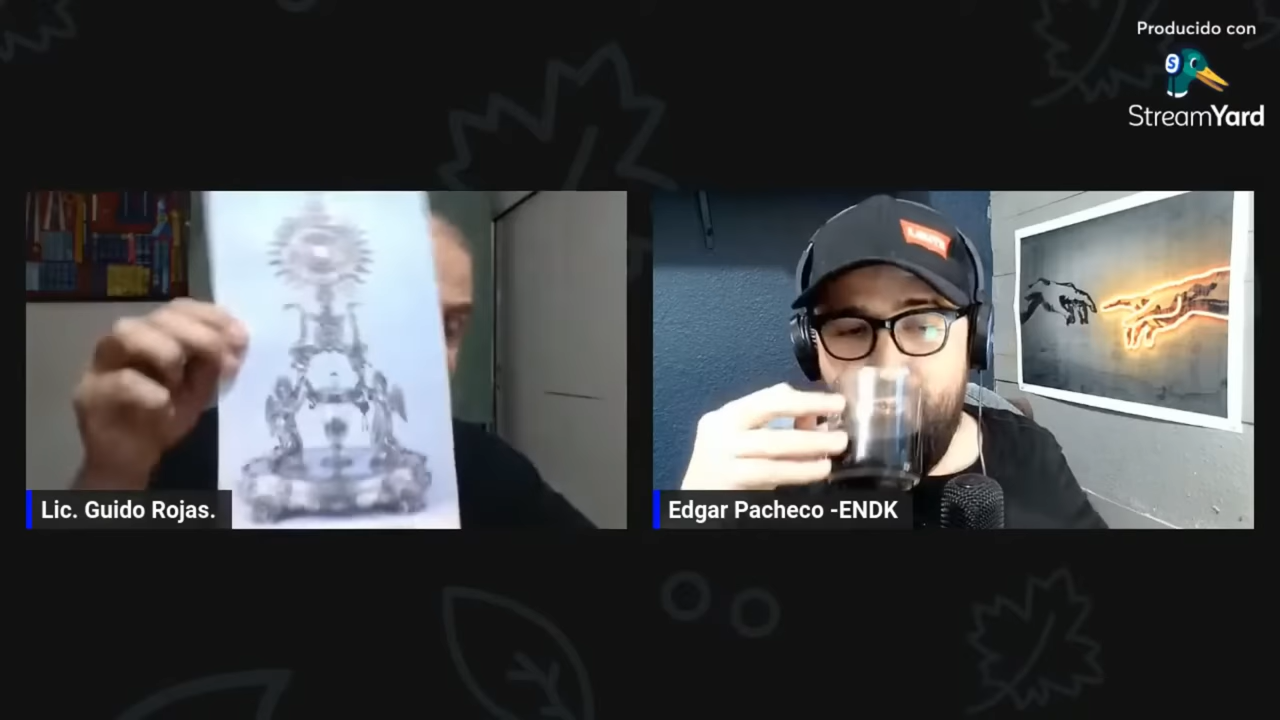 Producido con
StreamYard
Lic. Guido Rojas.
Edgar Pacheco -ENDK